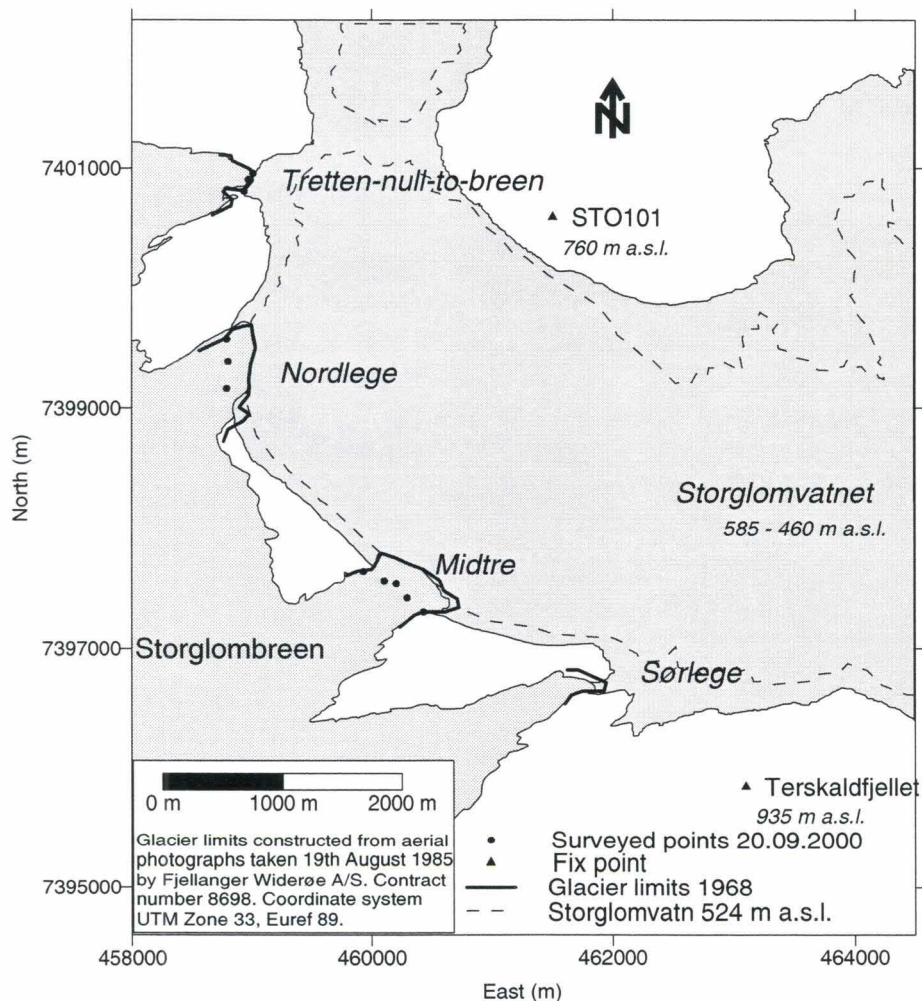 N
7401000
Tretten-null-to-breen
STO101
760 m a.s.l.
Nordlege
7399000
North (m)
Storglomvatnet
585 - 460 m a.s.l.
Midtre
7397000
Storglombreen
Sørlege
0 m 1000 m 2000 m
Terskaldfjellet
935 m a.s.l.
Glacier limits constructed from aerial
photographs taken 19th August 1985
by Fjellanger Widerøe A/S. Contract
number 8698. Coordinate system
UTM Zone 33, Euref 89.
Surveyed points 20.09.2000
Fix point
Glacier limits 1968
Storglomvatn 524 m a.s.l.
7395000
458000 460000 462000 464000
East (m)